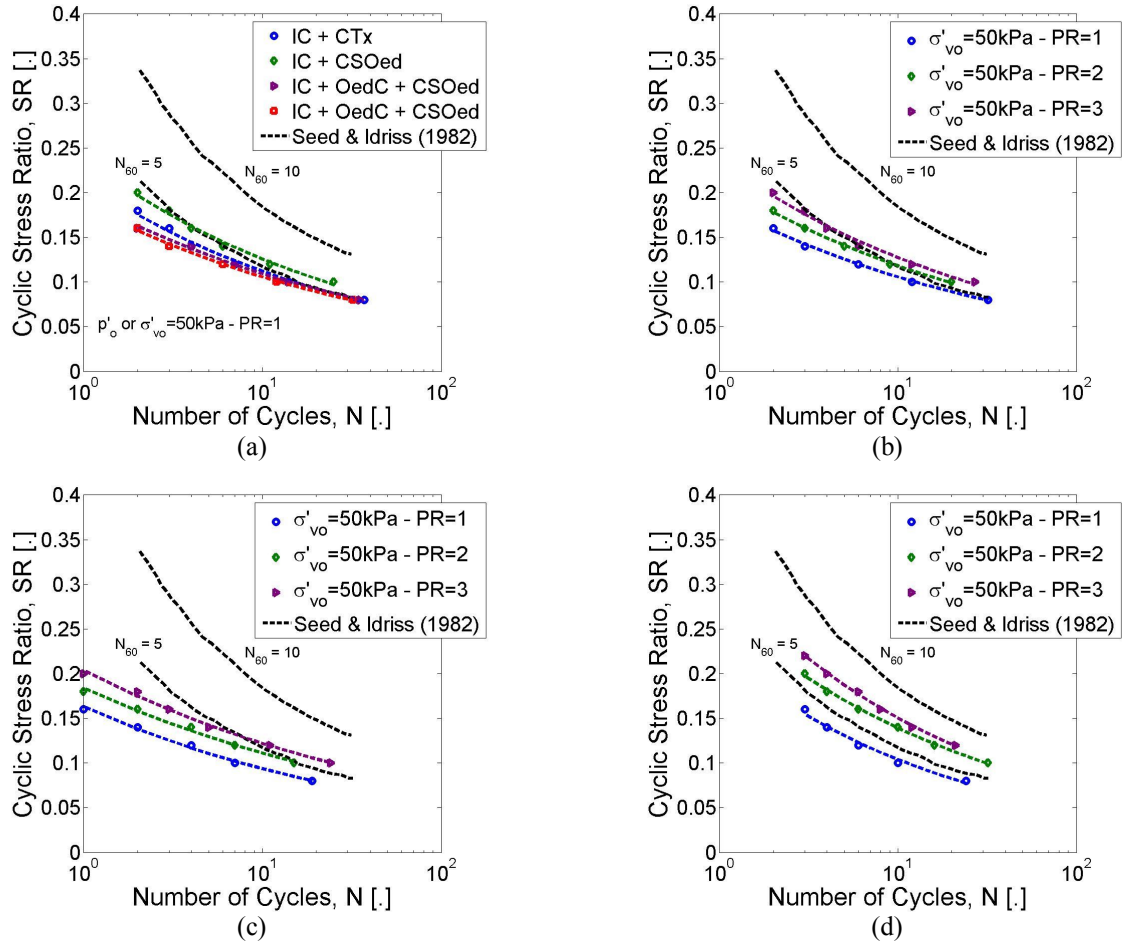 0.4
0.35
0.3
0.25
0.2
0.15
0.1
0.05
0
Cyclic Stress Ratio, SR [.]
IC + CTx
IC + CSOed
IC + OedC + CSOed
IC + OedC + CSOed
Seed & Idriss (1982)
N60 = 5
N60 = 10
p'o or σ'vo=50kPa - PR=1
10^0
10^1
10^2
Number of Cycles, N [.]
(a)
0.4
0.35
0.3
0.25
0.2
0.15
0.1
0.05
0
Cyclic Stress Ratio, SR [.]
σ'vo=50kPa - PR=1
σ'vo=50kPa - PR=2
σ'vo=50kPa - PR=3
Seed & Idriss (1982)
N60 = 5
N60 = 10
10^0
10^1
10^2
Number of Cycles, N [.]
(b)
0.4
0.35
0.3
0.25
0.2
0.15
0.1
0.05
0
Cyclic Stress Ratio, SR [.]
σ'vo=50kPa - PR=1
σ'vo=50kPa - PR=2
σ'vo=50kPa - PR=3
Seed & Idriss (1982)
N60 = 5
N60 = 10
10^0
10^1
10^2
Number of Cycles, N [.]
(c)
0.4
0.35
0.3
0.25
0.2
0.15
0.1
0.05
0
Cyclic Stress Ratio, SR [.]
σ'vo=50kPa - PR=1
σ'vo=50kPa - PR=2
σ'vo=50kPa - PR=3
Seed & Idriss (1982)
N60 = 5
N60 = 10
10^0
10^1
10^2
Number of Cycles, N [.]
(d)